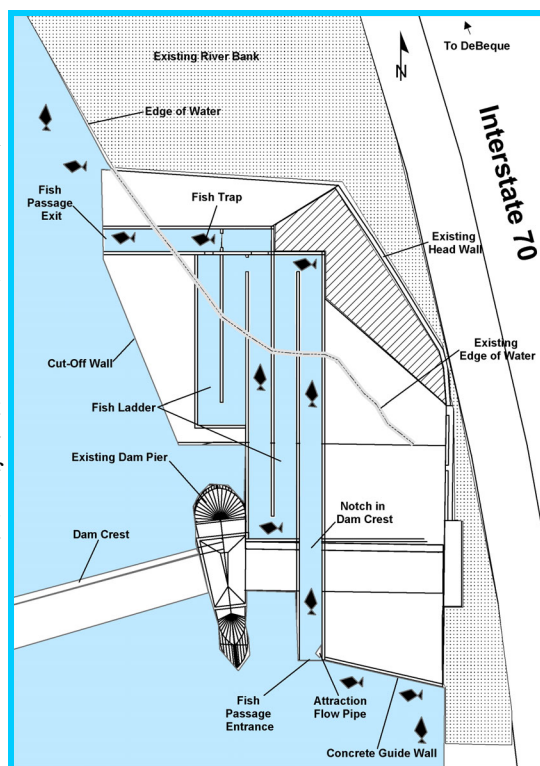 To DeBeque
Existing River Bank
N
Interstate 70
Edge of Water
Fish
Passage
Exit
Fish Trap
Existing
Head Wall
Existing
Edge of Water
Cut-Off Wall
Fish Ladder
Existing Dam Pier
Notch in
Dam Crest
Dam Crest
Fish
Passage
Entrance
Attraction
Flow Pipe
Concrete Guide Wall